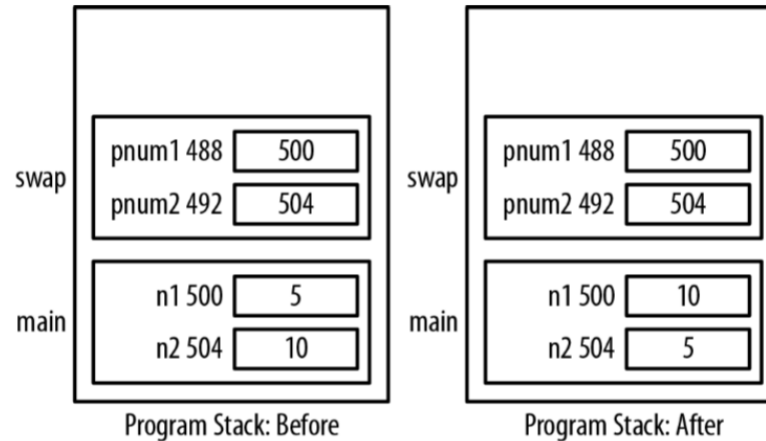 pnum1 488 500
pnum2 492 504
swap
n1 500 5
main
n2 504 10
Program Stack: Before
pnum1 488 500
pnum2 492 504
swap
n1 500 10
main
n2 504 5
Program Stack: After